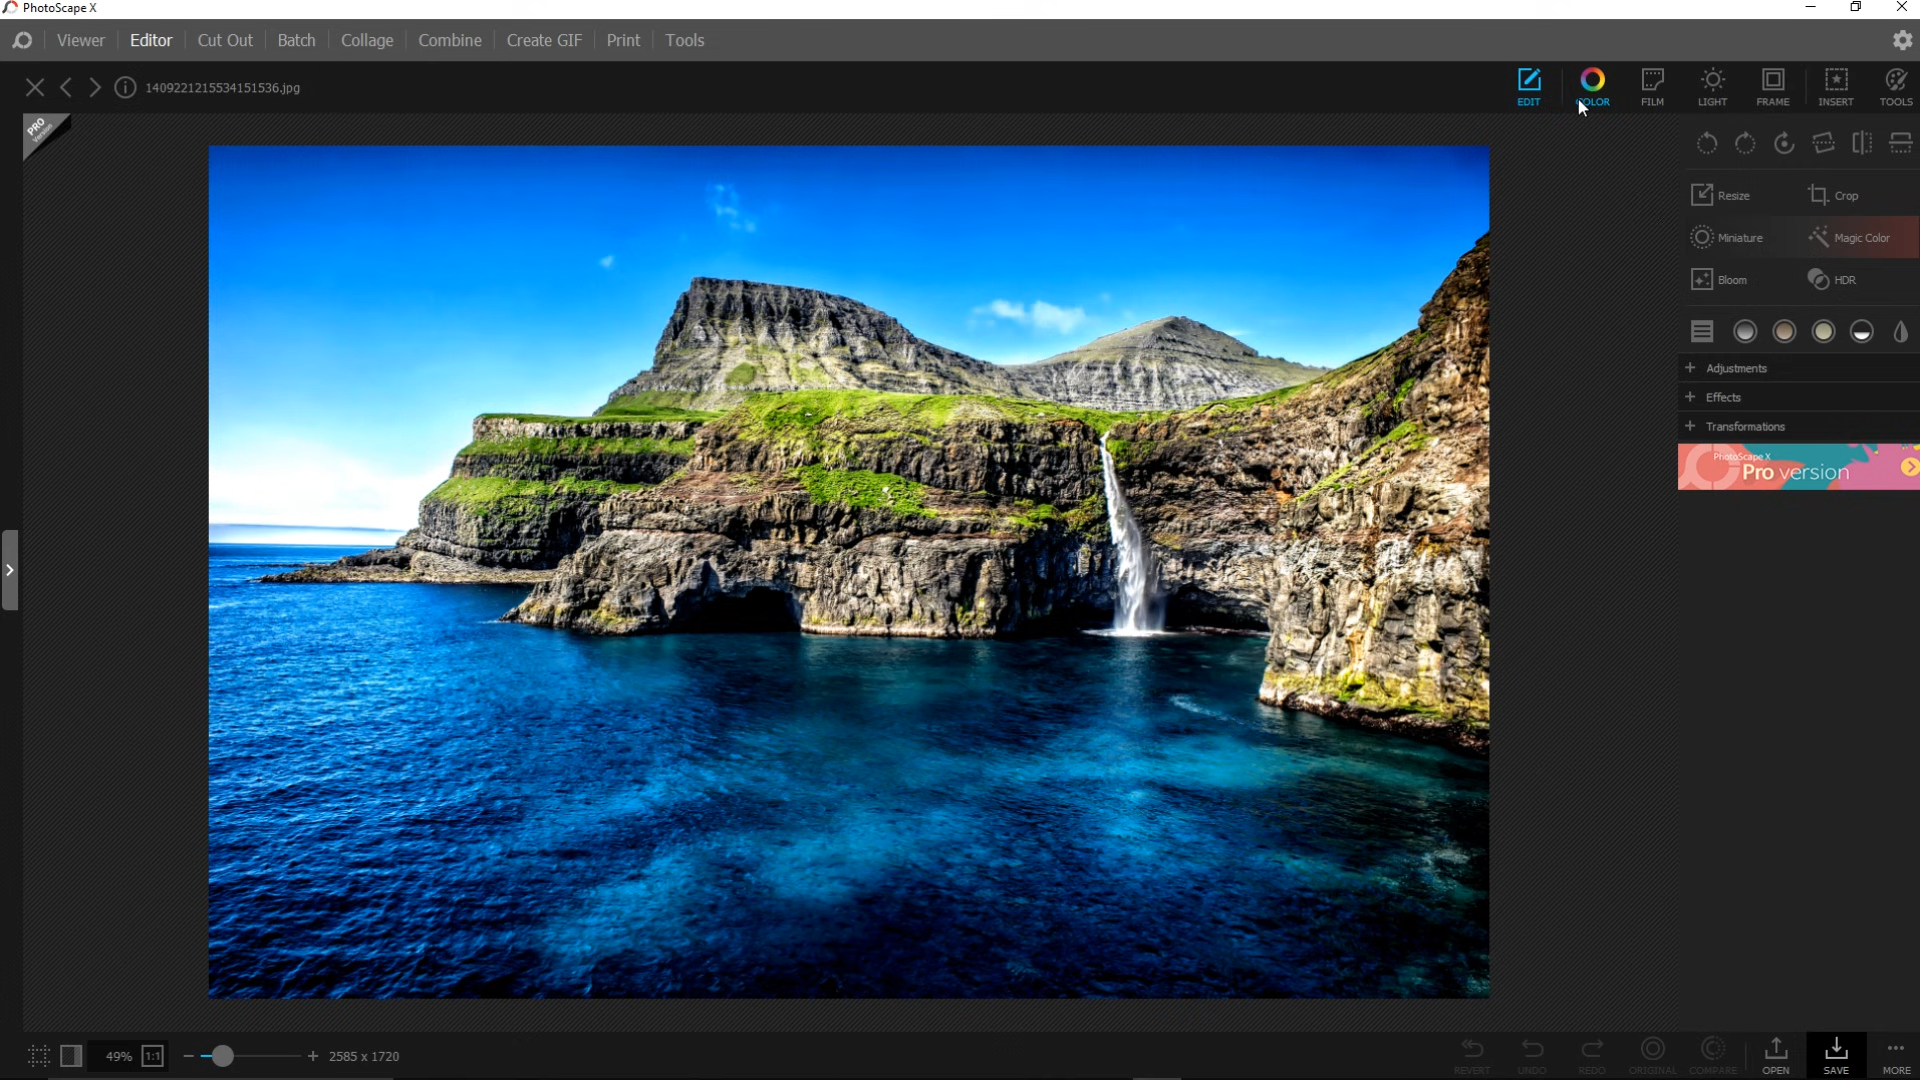 PhotoScape X
Viewer Editor Cut Out Batch Collage Combine Create GIF Print Tools
1409221215534151536.jpg
EDIT COLOR FILM LIGHT FRAME INSERT TOOLS
PRO
Version
Resize Crop
Miniature Magic Color
Bloom HDR
Adjustments
Effects
Transformations
PhotoScape X
Pro version
49% 1:1 2585 x 1720
REVERT UNDO REDO ORIGINAL COMPARE OPEN SAVE MORE